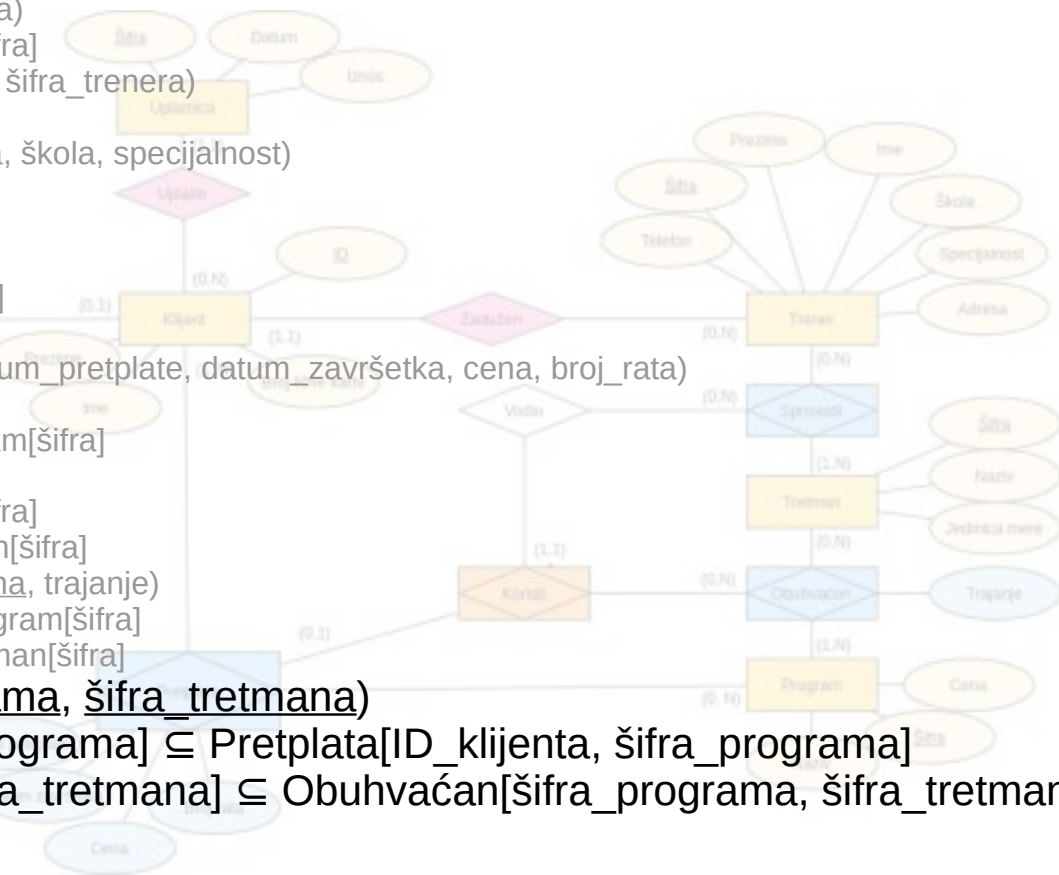 a)
fra]
šifra_trenera)
, škola, specijalnost)
]
um_pretplate, datum_završetka, cena, broj_rata)
m[šifra]
fra]
n[šifra]
na, trajanje)
gram[šifra]
man[šifra]
ama, šifra_tretmana)
ograma] ⊆ Pretplata[ID_klijenta, šifra_programa]
a_tretmana] ⊆ Obuhvaćan[šifra_programa, šifra_tretman
Šifra
Datum
Iznos
Uplatnica
Uplatio
(0,N)
ID
(0,1)
Klijent
(1,1)
Prezime
Ime
Zadužen
(0,N)
Prezime
Ime
Šifra
Škola
Telefon
Specijalnost
Adresa
Trener
(0,N)
Vodio
(0,N)
Sprovodi
(1,N)
Šifra
Naziv
Jedinica mere
Tretman
(0,N)
(1,1)
Koristi
(0,N)
Obuhvaćan
Trajanje
(0,1)
(1,N)
Program
(0, N)
Cena
Šifra
Cena